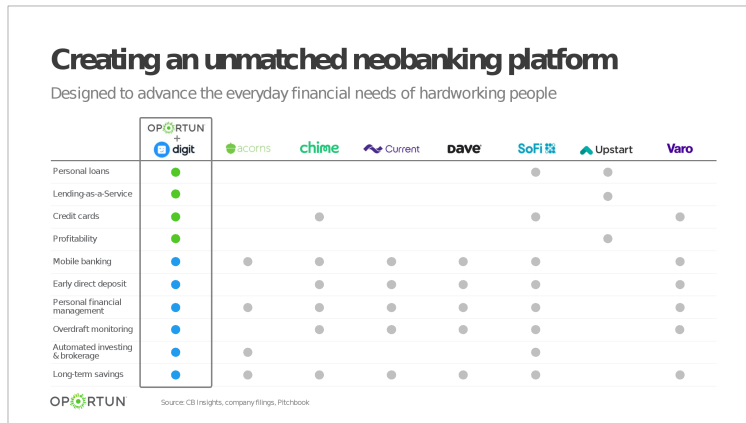 Creating an unmatched neobanking platform
Designed to advance the everyday financial needs of hardworking people
OPORTUN
+
digit
acorns
chime
Current
Dave
SoFi
Upstart
Varo
Personal loans
Lending-as-a-Service
Credit cards
Profitability
Mobile banking
Early direct deposit
Personal financial
management
Overdraft monitoring
Automated investing
& brokerage
Long-term savings
OPORTUN
Source: CB Insights, company filings, Pitchbook